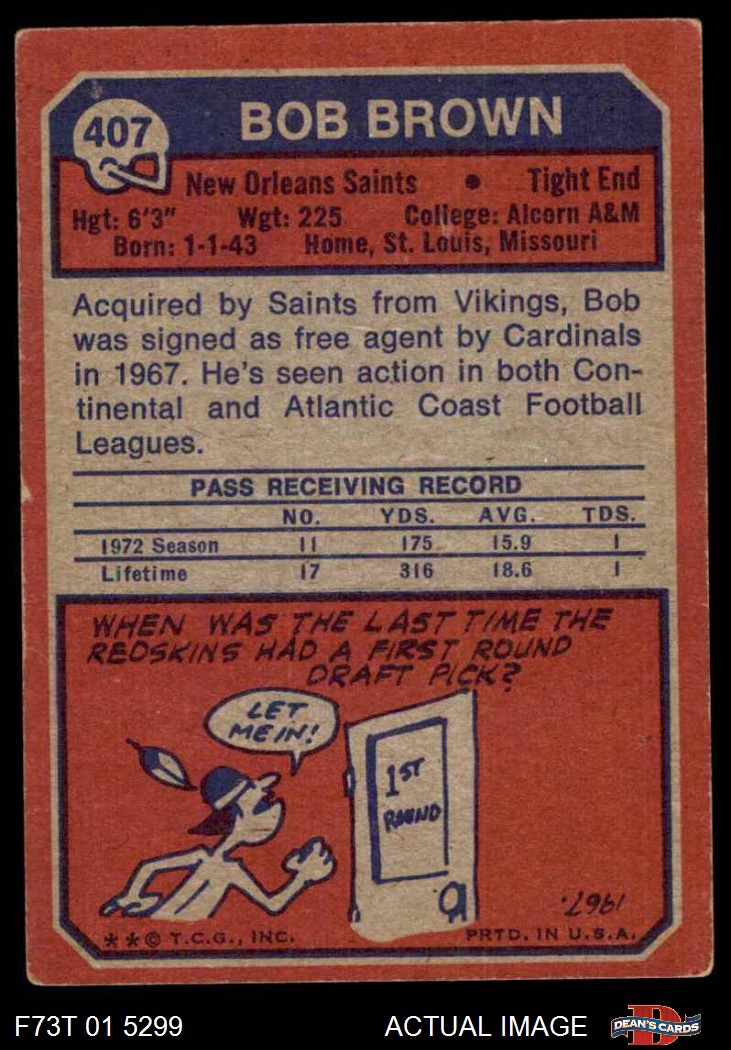 407
BOB BROWN
New Orleans Saints • Tight End
Hgt: 6'3" Wgt: 225 College: Alcorn A&M
Born: 1-1-43 Home, St. Louis, Missouri
Acquired by Saints from Vikings, Bob
was signed as free agent by Cardinals
in 1967. He's seen action in both Con-
tinental and Atlantic Coast Football
Leagues.
PASS RECEIVING RECORD
NO. YDS. AVG. TDS.
1972 Season 11 175 15.9 1
Lifetime 17 316 18.6 1
WHEN WAS THE LAST TIME THE
REDSKINS HAD A FIRST ROUND
DRAFT PICK?
LET
ME IN!
1ST
ROUND
1967.
* * © T.C.G., INC. PRTD. IN U.S.A.
F73T 01 5299 ACTUAL IMAGE
D
DEAN'S CARDS